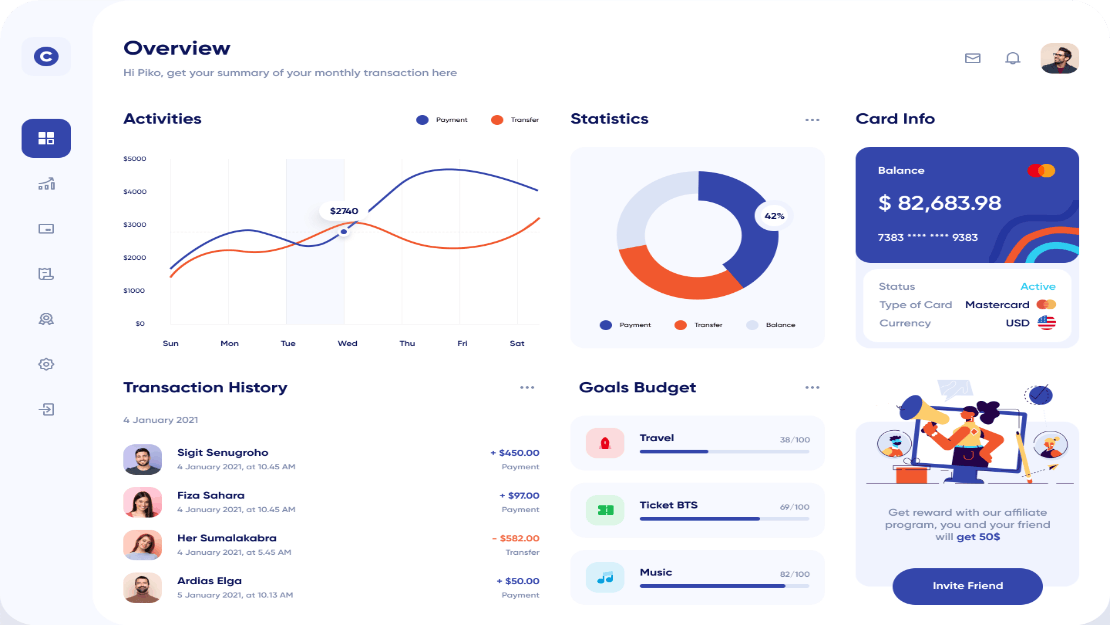 C
Overview
Hi Piko, get your summary of your monthly transaction here
Activities
Payment
Transfer
$5000
$4000
$3000
$2000
$1000
$0
$2740
Sun
Mon
Tue
Wed
Thu
Fri
Sat
Statistics
42%
Payment
Transfer
Balance
Card Info
Balance
$ 82,683.98
7383 **** **** 9383
Status Active
Type of Card Mastercard
Currency USD
Transaction History
4 January 2021
Sigit Senugroho + $450.00
4 January 2021, at 10.45 AM Payment
Fiza Sahara + $97.00
4 January 2021, at 10.45 AM Payment
Her Sumalakabra - $582.00
4 January 2021, at 5.45 AM Transfer
Ardias Elga + $50.00
5 January 2021, at 10.13 AM Payment
Goals Budget
Travel 38/100
Ticket BTS 69/100
Music 82/100
Get reward with our affiliate
program, you and your friend
will get 50$
Invite Friend